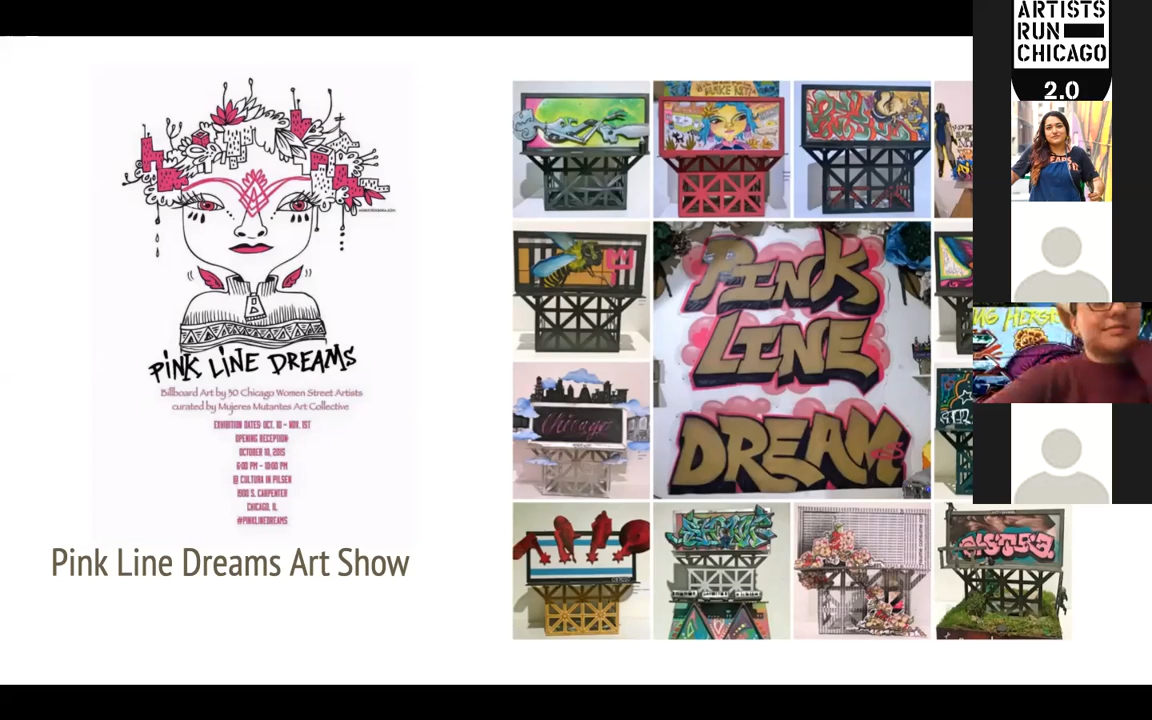 PINK LINE DREAMS
Billboard Art by 30 Chicago Women Street Artists
curated by Mujeres Mutantes Art Collective
EXHIBITION DATES: OCT. 10 - NOV. 1ST
OPENING RECEPTION:
OCTOBER 10, 2015
6:00 PM - 10:00 PM
@ CULTURA IN PILSEN
1900 S. CARPENTER
CHICAGO, IL
#PINKLINEDREAMS
Pink Line Dreams Art Show
PINK
LINE
DREAMS
Chicago
ARTISTS
RUN
CHICAGO
2.0